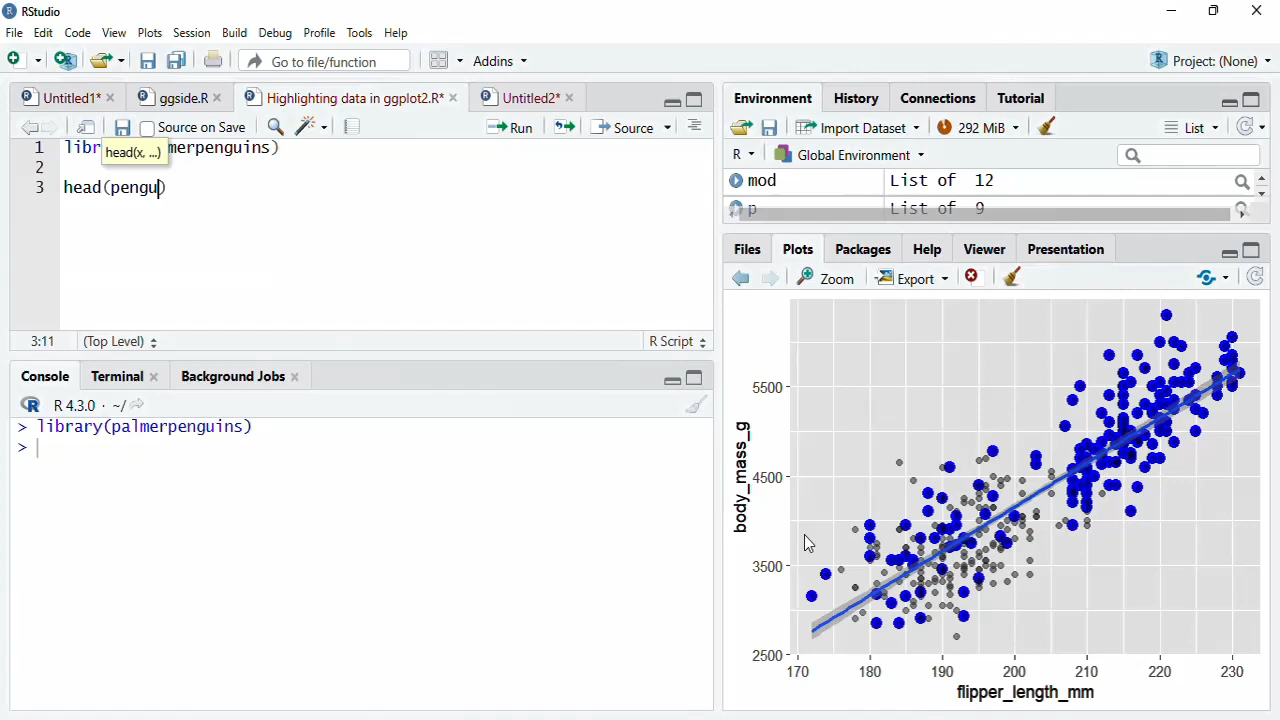 RStudio
File Edit Code View Plots Session Build Debug Profile Tools Help
Go to file/function Addins Project: (None)
Untitled1* ggside.R Highlighting data in ggplot2.R* Untitled2*
Source on Save Run Source
1 libr merpenguins)
head(x, ...)
2
3 head(pengu)
3:11 (Top Level) R Script
Console Terminal Background Jobs
R 4.3.0 · ~/
> library(palmerpenguins)
>
Environment History Connections Tutorial
Import Dataset 292 MiB List
R Global Environment
mod List of 12
p List of 9
Files Plots Packages Help Viewer Presentation
Zoom Export
body_mass_g
5500
4500
3500
2500
170 180 190 200 210 220 230
flipper_length_mm